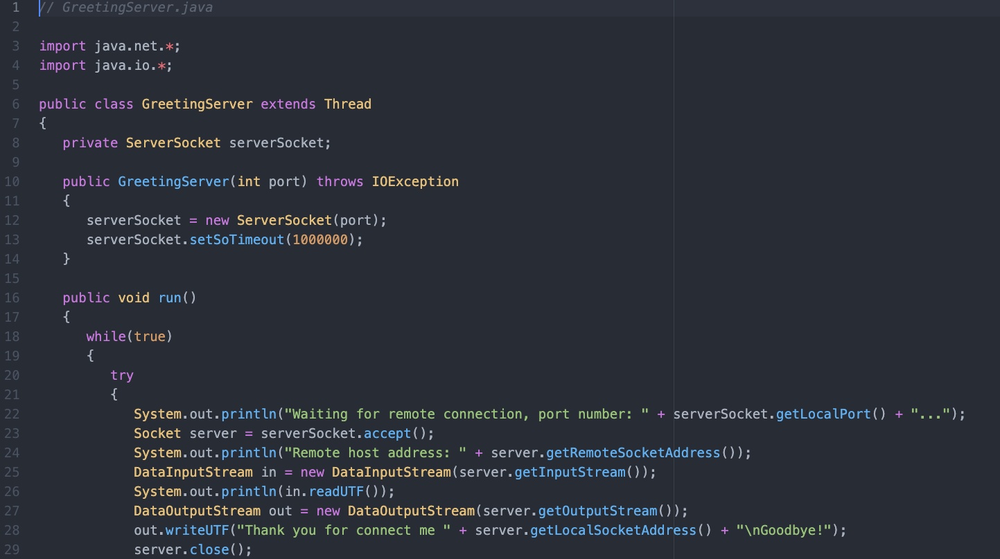 1 // GreetingServer.java
2
3 import java.net.*;
4 import java.io.*;
5
6 public class GreetingServer extends Thread
7 {
8    private ServerSocket serverSocket;
9
10    public GreetingServer(int port) throws IOException
11    {
12       serverSocket = new ServerSocket(port);
13       serverSocket.setSoTimeout(1000000);
14    }
15
16    public void run()
17    {
18       while(true)
19       {
20          try
21          {
22             System.out.println("Waiting for remote connection, port number: " + serverSocket.getLocalPort() + "...");
23             Socket server = serverSocket.accept();
24             System.out.println("Remote host address: " + server.getRemoteSocketAddress());
25             DataInputStream in = new DataInputStream(server.getInputStream());
26             System.out.println(in.readUTF());
27             DataOutputStream out = new DataOutputStream(server.getOutputStream());
28             out.writeUTF("Thank you for connect me " + server.getLocalSocketAddress() + "\nGoodbye!");
29             server.close();